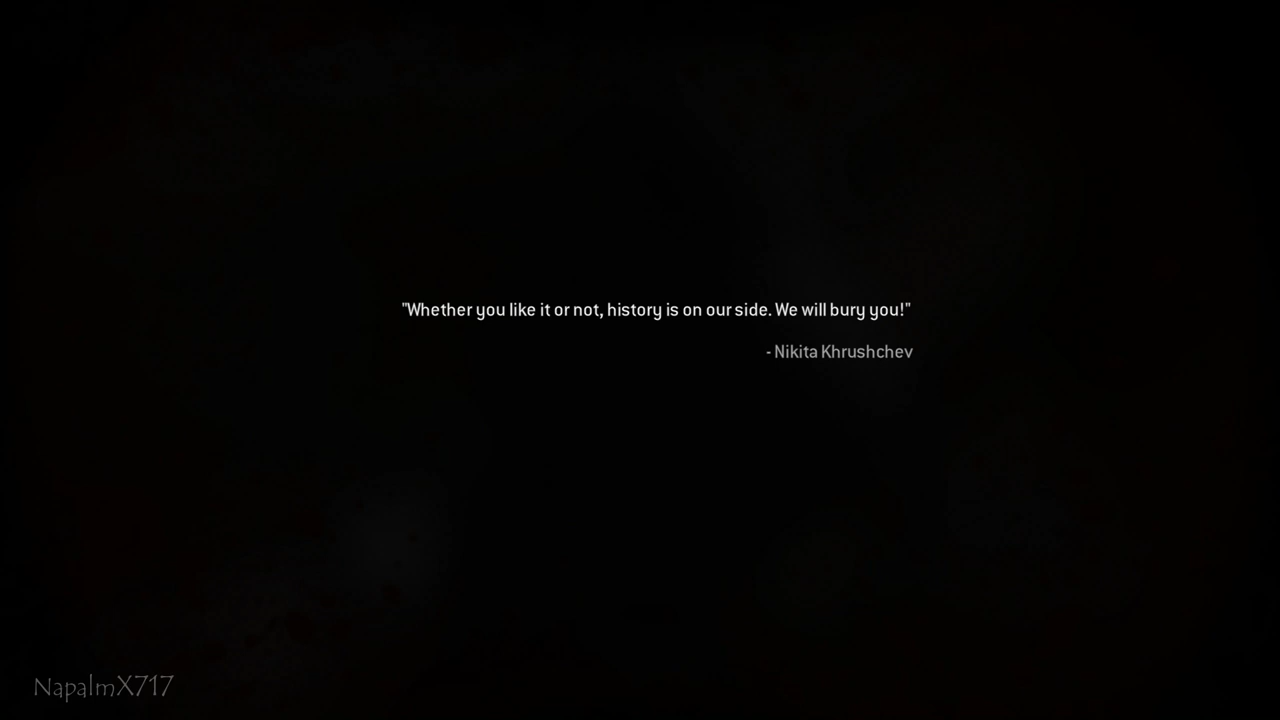 "Whether you like it or not, history is on our side. We will bury you!"
- Nikita Khrushchev
NapalmX717